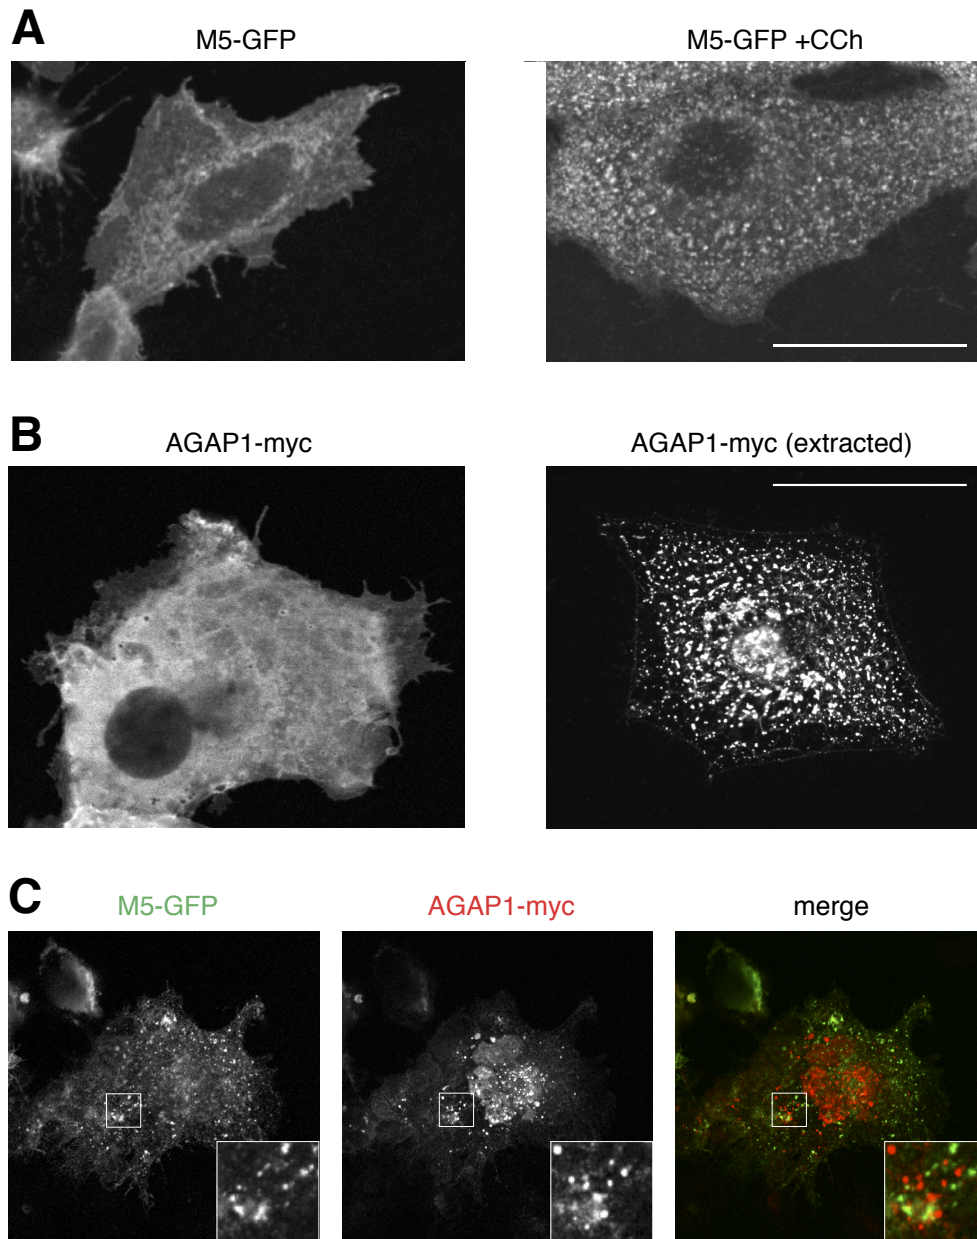 A
M5-GFP
M5-GFP +CCh
B
AGAP1-myc
AGAP1-myc (extracted)
C
M5-GFP
AGAP1-myc
merge